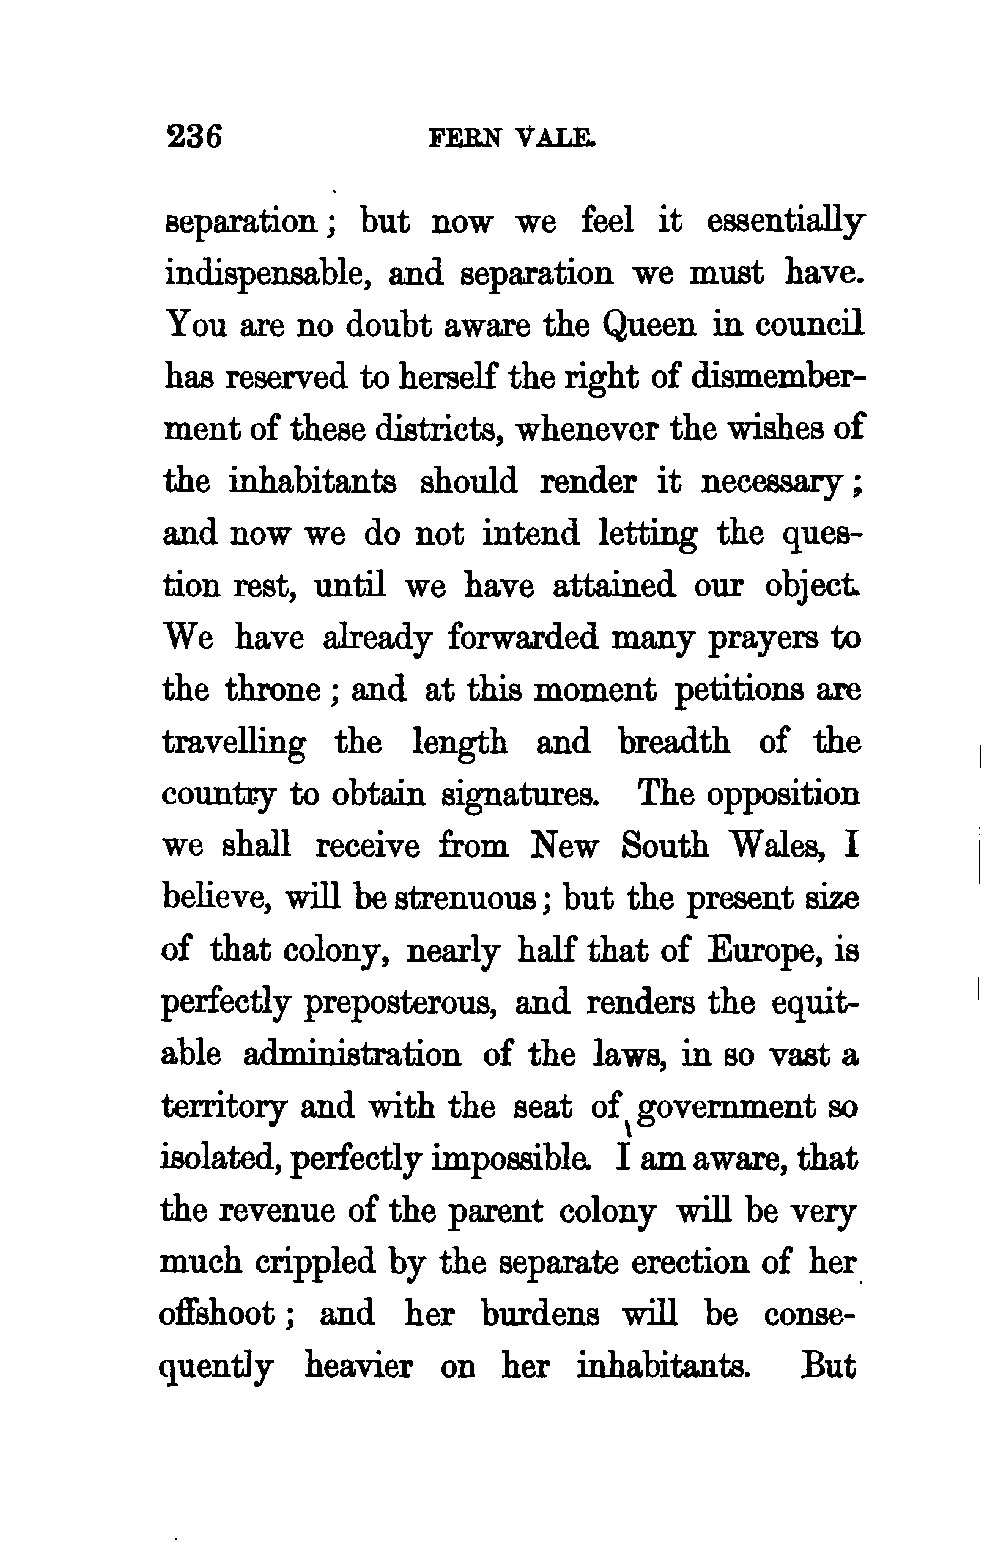 236 FERN VALE.
separation; but now we feel it essentially
indispensable, and separation we must have.
You are no doubt aware the Queen in council
has reserved to herself the right of dismember-
ment of these districts, whenever the wishes of
the inhabitants should render it necessary;
and now we do not intend letting the ques-
tion rest, until we have attained our object.
We have already forwarded many prayers to
the throne; and at this moment petitions are
travelling the length and breadth of the
country to obtain signatures. The opposition
we shall receive from New South Wales, I
believe, will be strenuous; but the present size
of that colony, nearly half that of Europe, is
perfectly preposterous, and renders the equit-
able administration of the laws, in so vast a
territory and with the seat of government so
isolated, perfectly impossible. I am aware, that
the revenue of the parent colony will be very
much crippled by the separate erection of her
offshoot; and her burdens will be conse-
quently heavier on her inhabitants. But